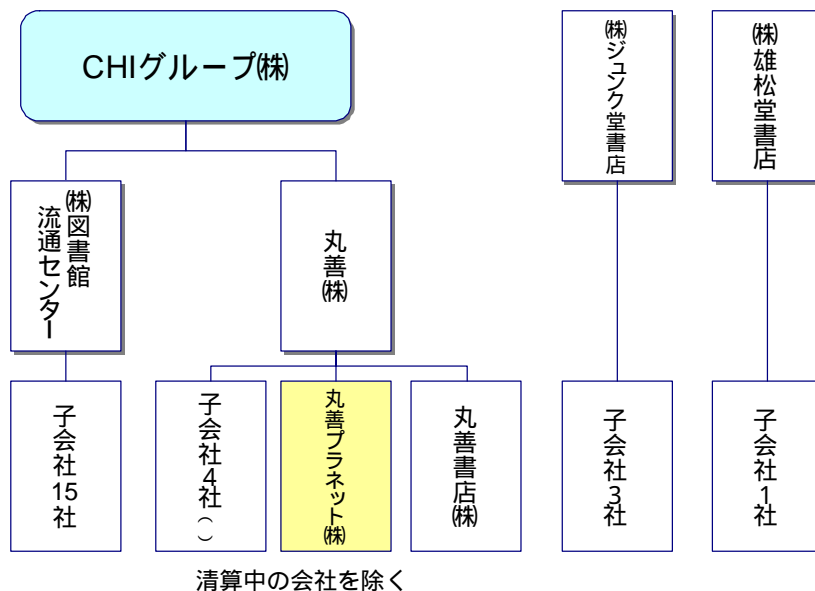 CHIグループ㈱
㈱ジュンク堂書店
㈱雄松堂書店
㈱図書館
流通センター
丸善㈱
子会社15社
子会社4社（ ）
丸善プラネット㈱
丸善書店㈱
子会社3社
子会社1社
清算中の会社を除く